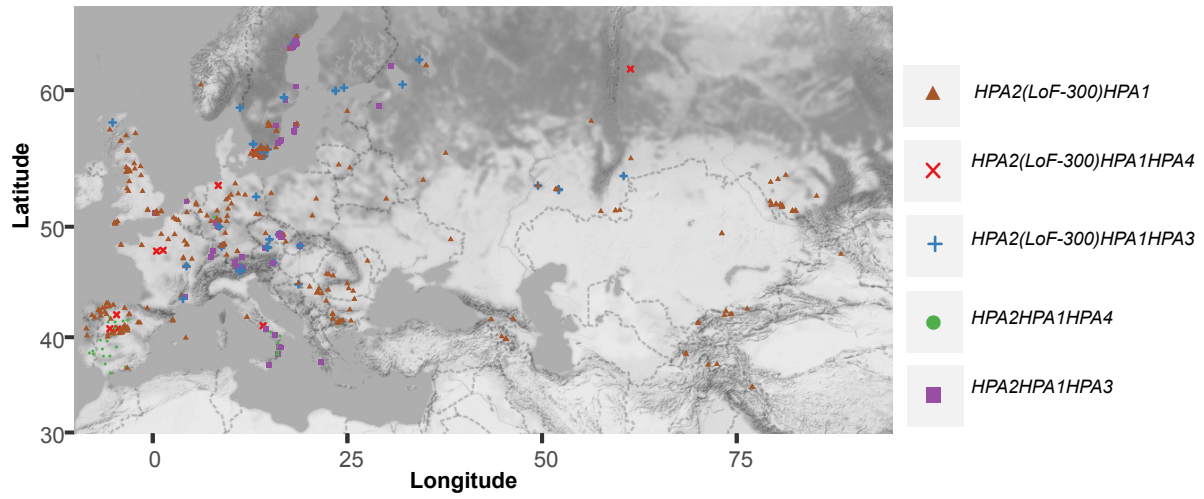 60
50
40
30
0
25
50
75
Latitude
Longitude
HPA2(LoF-300)HPA1
HPA2(LoF-300)HPA1HPA4
HPA2(LoF-300)HPA1HPA3
HPA2HPA1HPA4
HPA2HPA1HPA3